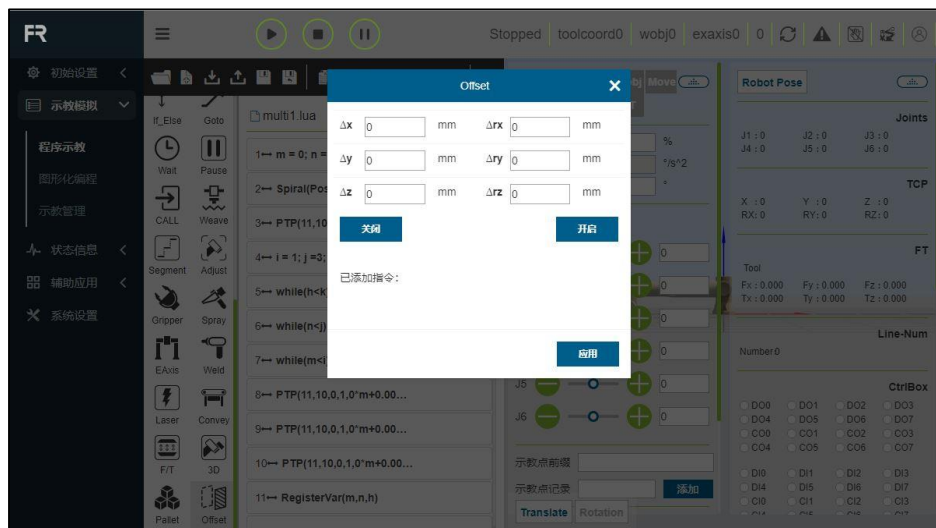 FR
Stopped toolcoord0 wobj0 exaxis0 0
初始设置
示教模拟
程序示教
图形化编程
示教管理
状态信息
辅助应用
系统设置
If_Else Goto
Wait Pause
CALL Weave
Segment Adjust
Gripper Spray
EAxis Weld
Laser Convey
F/T 3D
Pallet Offset
multi1.lua
1 m = 0; n =
2 Spiral(Pos
3 PTP(11,10
4 i = 1; j =3;
5 while(h<k
6 while(n<j)
7 while(m<i
8 PTP(11,10,0,1,0*m+0.00...
9 PTP(11,10,0,1,0*m+0.00...
10 PTP(11,10,0,1,0*m+0.00...
11 RegisterVar(m,n,h)
Offset
Δx 0 mm Δrx 0 mm
Δy 0 mm Δry 0 mm
Δz 0 mm Δrz 0 mm
关闭 开启
已添加指令:
应用
Move
%
°/s^2
°
0
0
0
0
J5 0
J6 0
示教点前缀
示教点记录 添加
Translate Rotation
Robot Pose
Joints
J1 : 0 J2 : 0 J3 : 0
J4 : 0 J5 : 0 J6 : 0
TCP
X : 0 Y : 0 Z : 0
RX: 0 RY: 0 RZ: 0
FT
Tool
Fx : 0.000 Fy : 0.000 Fz : 0.000
Tx : 0.000 Ty : 0.000 Tz : 0.000
Line-Num
Number:0
CtrlBox
DO0 DO1 DO2 DO3
DO4 DO5 DO6 DO7
CO0 CO1 CO2 CO3
CO4 CO5 CO6 CO7
DI0 DI1 DI2 DI3
DI4 DI5 DI6 DI7
CI0 CI1 CI2 CI3